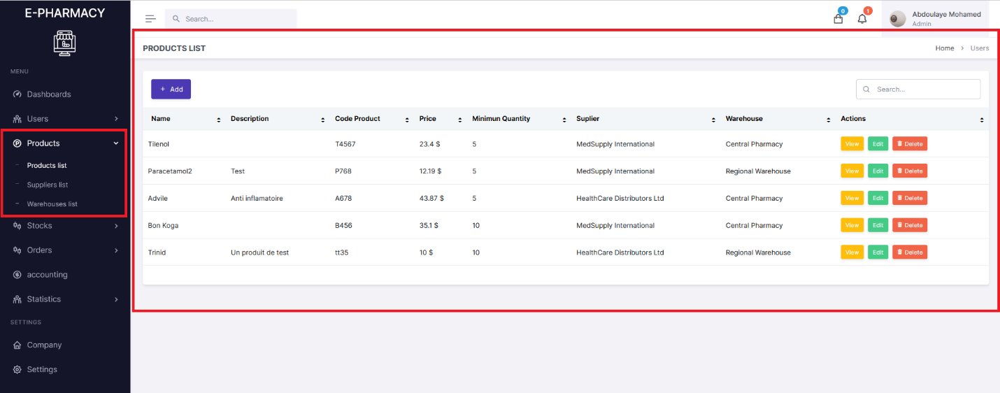 E-PHARMACY
Search...
0
1
Abdoulaye Mohamed
Admin
MENU
Dashboards
Users
Products
Products list
Suppliers list
Warehouses list
Stocks
Orders
accounting
Statistics
SETTINGS
Company
Settings
PRODUCTS LIST
Home > Users
+ Add
Search...
Name Description Code Product Price Minimun Quantity Suplier Warehouse Actions
Tilenol T4567 23.4 $ 5 MedSupply International Central Pharmacy View Edit Delete
Paracetamol2 Test P768 12.19 $ 5 MedSupply International Regional Warehouse View Edit Delete
Advile Anti inflamatoire A678 43.87 $ 5 HealthCare Distributors Ltd Central Pharmacy View Edit Delete
Bon Koga B456 35.1 $ 10 MedSupply International Central Pharmacy View Edit Delete
Trinid Un produit de test tt35 10 $ 10 HealthCare Distributors Ltd Regional Warehouse View Edit Delete